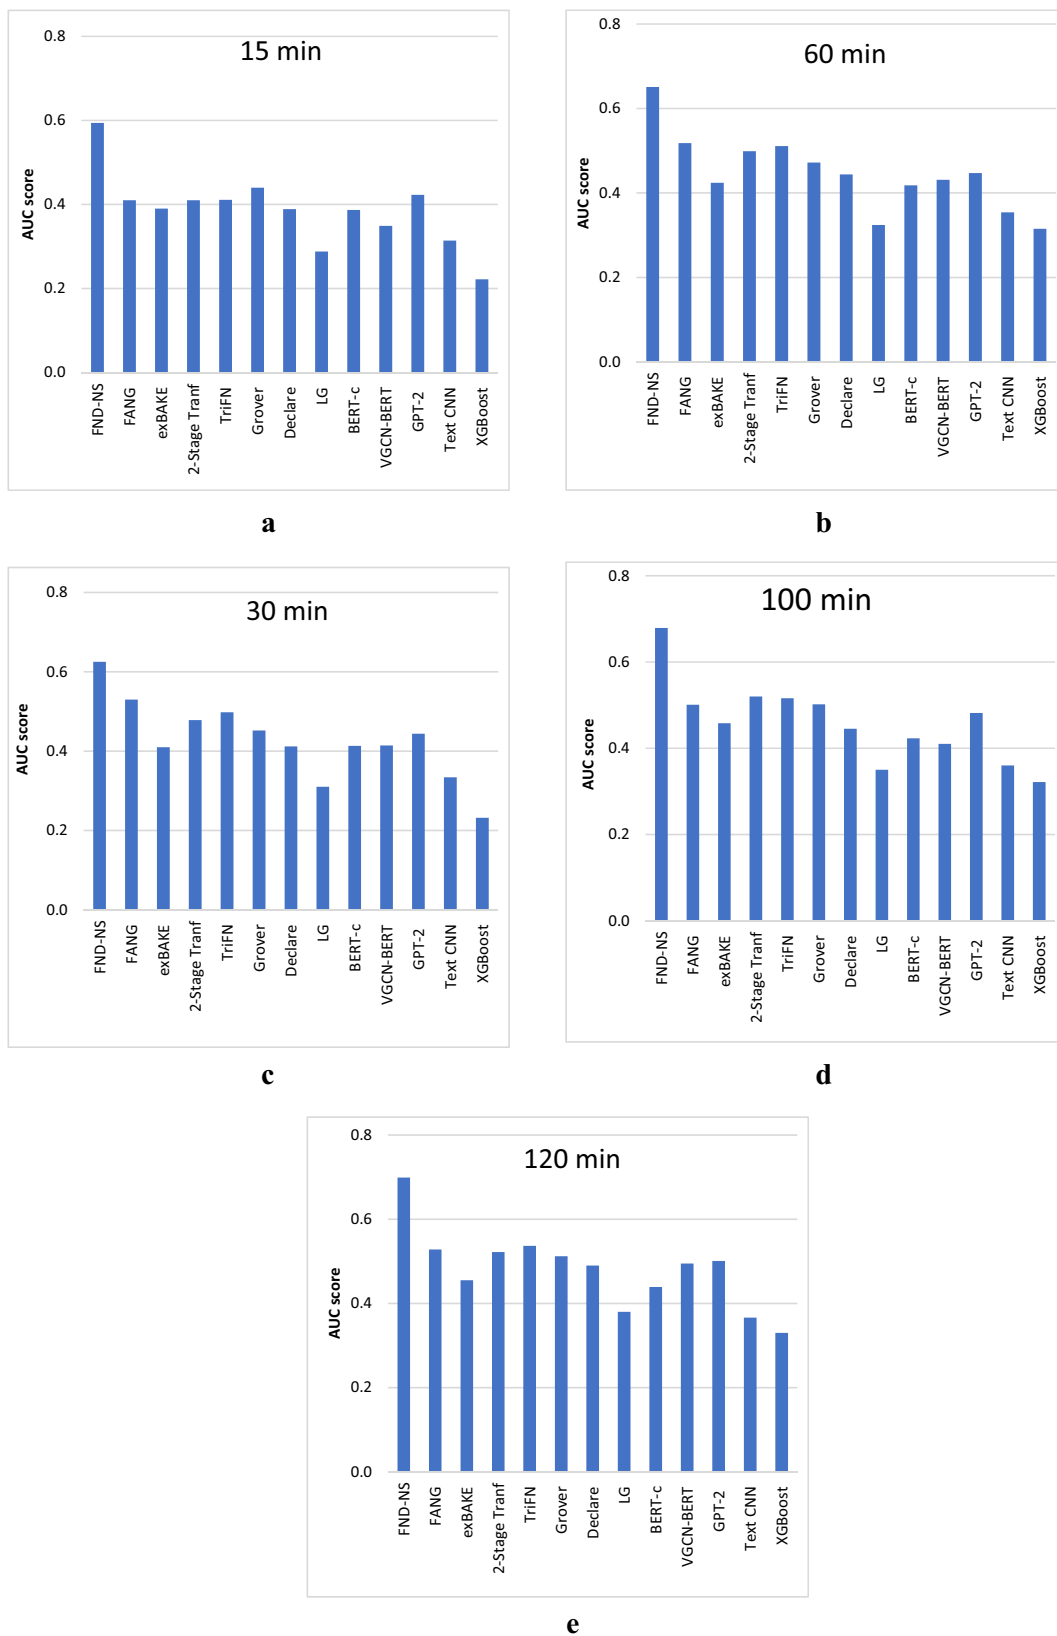 15 min
0.8
0.6
0.4
0.2
0.0
AUC score
FND-NS
FANG
exBAKE
2-Stage Tranf
TriFN
Grover
Declare
LG
BERT-c
VGCN-BERT
GPT-2
Text CNN
XGBoost
a
60 min
0.8
0.6
0.4
0.2
0.0
AUC score
FND-NS
FANG
exBAKE
2-Stage Tranf
TriFN
Grover
Declare
LG
BERT-c
VGCN-BERT
GPT-2
Text CNN
XGBoost
b
30 min
0.8
0.6
0.4
0.2
0.0
AUC score
FND-NS
FANG
exBAKE
2-Stage Tranf
TriFN
Grover
Declare
LG
BERT-c
VGCN-BERT
GPT-2
Text CNN
XGBoost
c
100 min
0.8
0.6
0.4
0.2
0.0
AUC score
FND-NS
FANG
exBAKE
2-Stage Tranf
TriFN
Grover
Declare
LG
BERT-c
VGCN-BERT
GPT-2
Text CNN
XGBoost
d
120 min
0.8
0.6
0.4
0.2
0.0
AUC score
FND-NS
FANG
exBAKE
2-Stage Tranf
TriFN
Grover
Declare
LG
BERT-c
VGCN-BERT
GPT-2
Text CNN
XGBoost
e